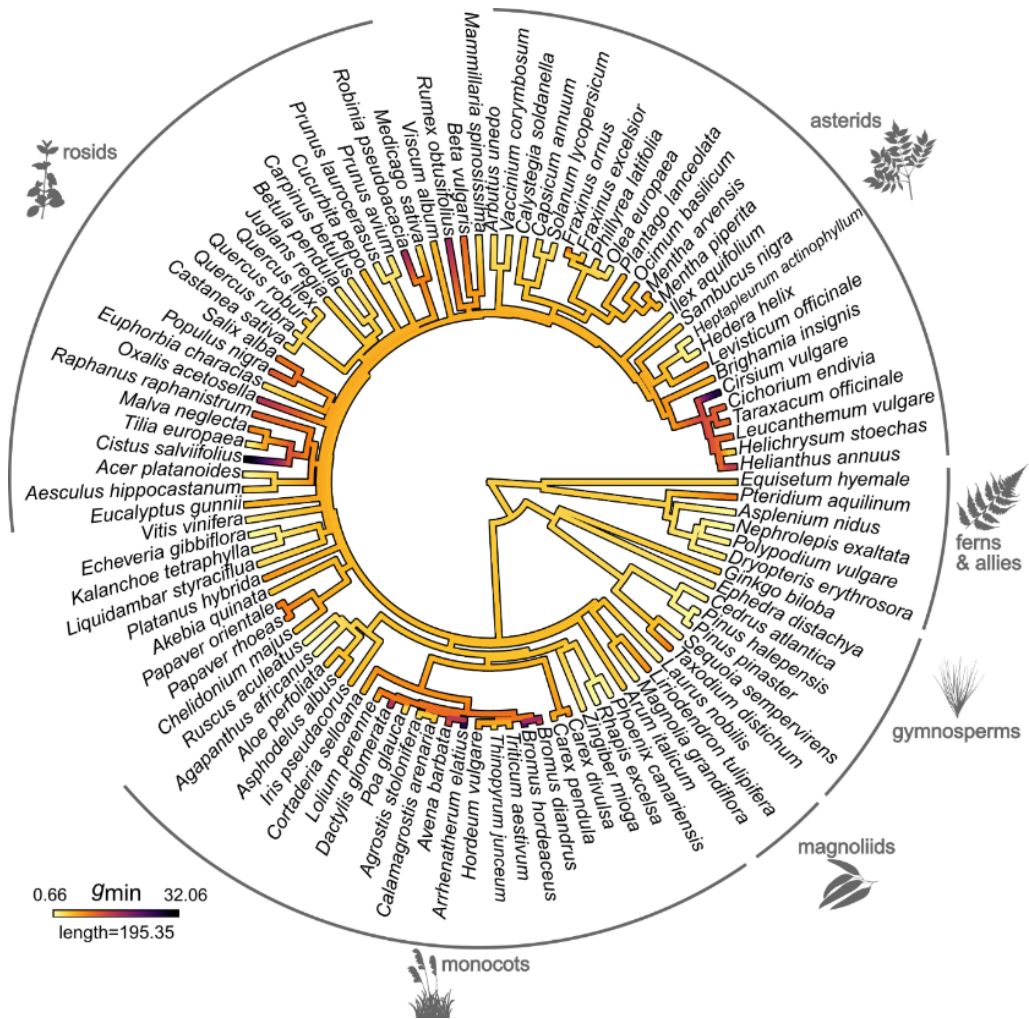 rosids
asterids
ferns
& allies
gymnosperms
magnoliids
monocots
Mammillaria spinosissima
Arbutus unedo
Vaccinium corymbosum
Calystegia soldanella
Capsicum annuum
Solanum lycopersicum
Fraxinus ornus
Fraxinus excelsior
Phillyrea latifolia
Olea europaea
Plantago lanceolata
Ocimum basilicum
Mentha arvensis
Mentha piperita
Ilex aquifolium
Sambucus nigra
Heptapleurum actinophyllum
Hedera helix
Levisticum officinale
Brighamia insignis
Cirsium vulgare
Cichorium endivia
Taraxacum officinale
Leucanthemum vulgare
Helichrysum stoechas
Helianthus annuus
Equisetum hyemale
Pteridium aquilinum
Asplenium nidus
Nephrolepis exaltata
Polypodium vulgare
Dryopteris erythrosora
Ginkgo biloba
Ephedra distachya
Cedrus atlantica
Pinus halepensis
Pinus pinaster
Sequoia sempervirens
Taxodium distichum
Laurus nobilis
Liriodendron tulipifera
Magnolia grandiflora
Arum italicum
Phoenix canariensis
Rhapis excelsa
Zingiber mioga
Carex divulsa
Carex pendula
Bromus diandrus
Bromus hordeaceus
Triticum aestivum
Thinopyrum junceum
Hordeum vulgare
Arrhenatherum elatius
Avena barbata
Calamagrostis arenaria
Agrostis stolonifera
Poa glauca
Dactylis glomerata
Lolium perenne
Cortaderia selloana
Iris pseudacorus
Asphodelus albus
Aloe perfoliata
Agapanthus africanus
Ruscus aculeatus
Chelidonium majus
Papaver rhoeas
Papaver orientale
Akebia quinata
Platanus hybrida
Liquidambar styraciflua
Kalanchoe tetraphylla
Echeveria gibbiflora
Vitis vinifera
Eucalyptus gunnii
Aesculus hippocastanum
Acer platanoides
Cistus salviifolius
Tilia europaea
Malva neglecta
Raphanus raphanistrum
Oxalis acetosella
Euphorbia characias
Populus nigra
Salix alba
Castanea sativa
Quercus rubra
Quercus robur
Quercus ilex
Juglans regia
Betula pendula
Carpinus betulus
Cucurbita pepo
Prunus laurocerasus
Prunus avium
Robinia pseudoacacia
Medicago sativa
Viscum album
Rumex obtusifolius
Beta vulgaris
0.66 gmin 32.06
length=195.35